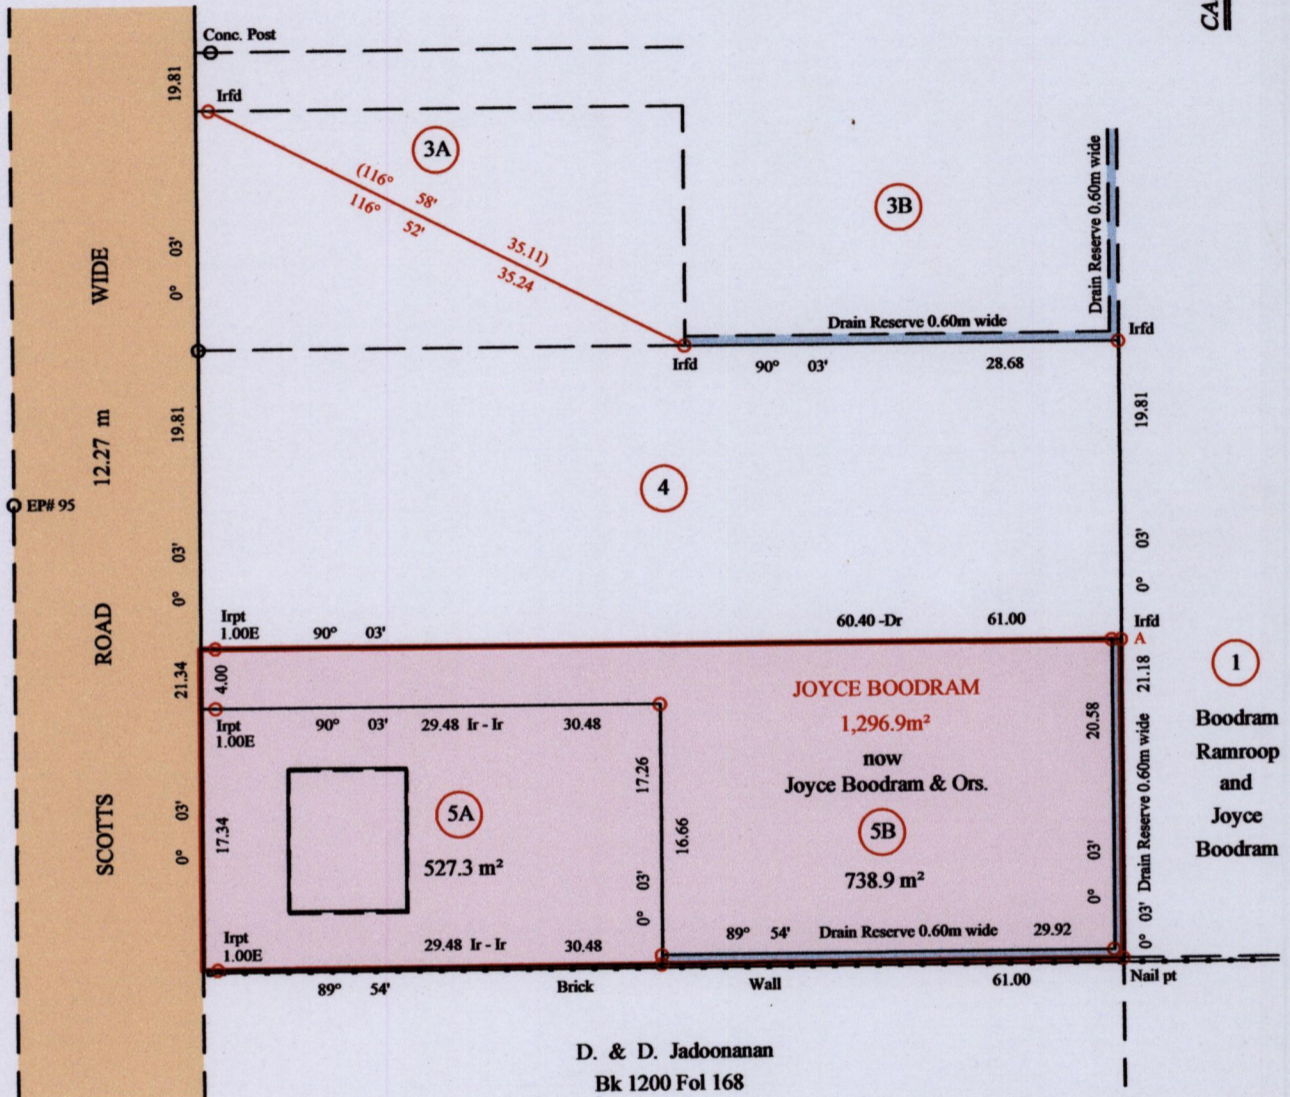 CA
Conc. Post
19.81
Irfd
3A
(116° 58' 35.11)
116° 52' 35.24
3B
Drain Reserve 0.60m wide
0° 03'
Drain Reserve 0.60m wide
Irfd
Irfd
90° 03' 28.68
SCOTTS ROAD 12.27 m WIDE
EP# 95
0° 03' 19.81
4
0° 03' 19.81
Irpt
1.00E
90° 03'
60.40 -Dr 61.00
Irfd
A
21.34
4.00
Irpt
1.00E
90° 03' 29.48 Ir - Ir 30.48
JOYCE BOODRAM
1,296.9m²
now
Joyce Boodram & Ors.
5B
738.9 m²
0° 03' 20.58
0° 03' Drain Reserve 0.60m wide 21.18
1
Boodram
Ramroop
and
Joyce
Boodram
0° 03'
17.34
5A
527.3 m²
0° 03' 17.26
16.66
89° 54' Drain Reserve 0.60m wide 29.92
Irpt
1.00E
29.48 Ir - Ir 30.48
89° 54' Brick Wall 61.00
Nail pt
D. & D. Jadoonanan
Bk 1200 Fol 168